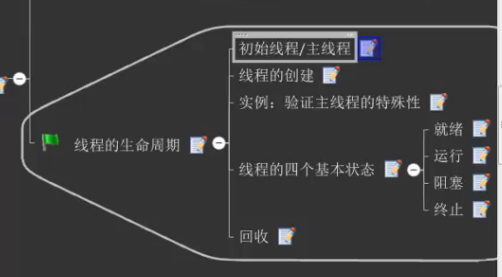 初始线程/主线程
线程的创建
实例：验证主线程的特殊性
线程的生命周期
线程的四个基本状态
就绪
运行
阻塞
终止
回收